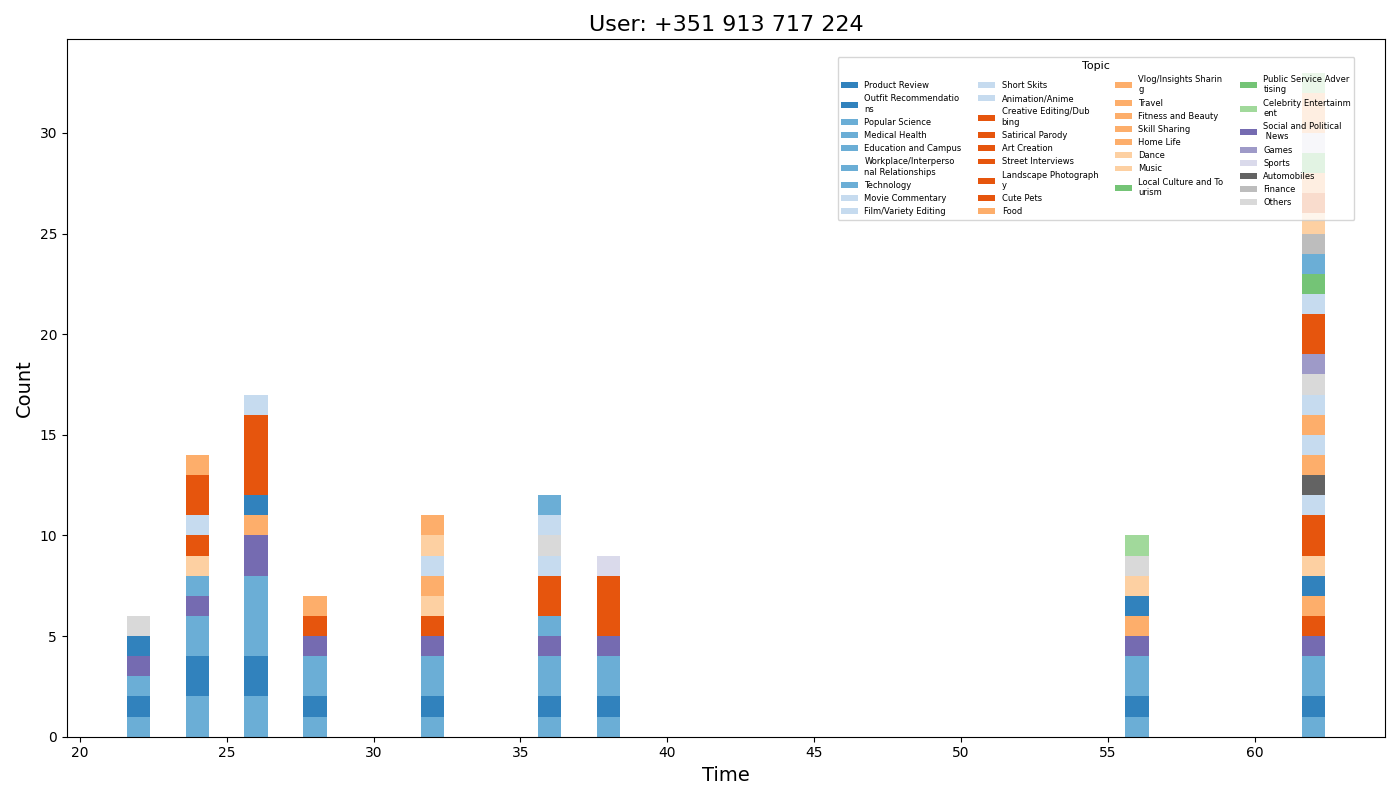 User: +351 913 717 224
Topic
Product Review
Outfit Recommendatio
ns
Popular Science
Medical Health
Education and Campus
Workplace/Interperso
nal Relationships
Technology
Movie Commentary
Film/Variety Editing
Short Skits
Animation/Anime
Creative Editing/Dub
bing
Satirical Parody
Art Creation
Street Interviews
Landscape Photograph
y
Cute Pets
Food
Vlog/Insights Sharin
g
Travel
Fitness and Beauty
Skill Sharing
Home Life
Dance
Music
Local Culture and To
urism
Public Service Adver
tising
Celebrity Entertainm
ent
Social and Political
News
Games
Sports
Automobiles
Finance
Others
Count
30
25
20
15
10
5
0
20 25 30 35 40 45 50 55 60
Time